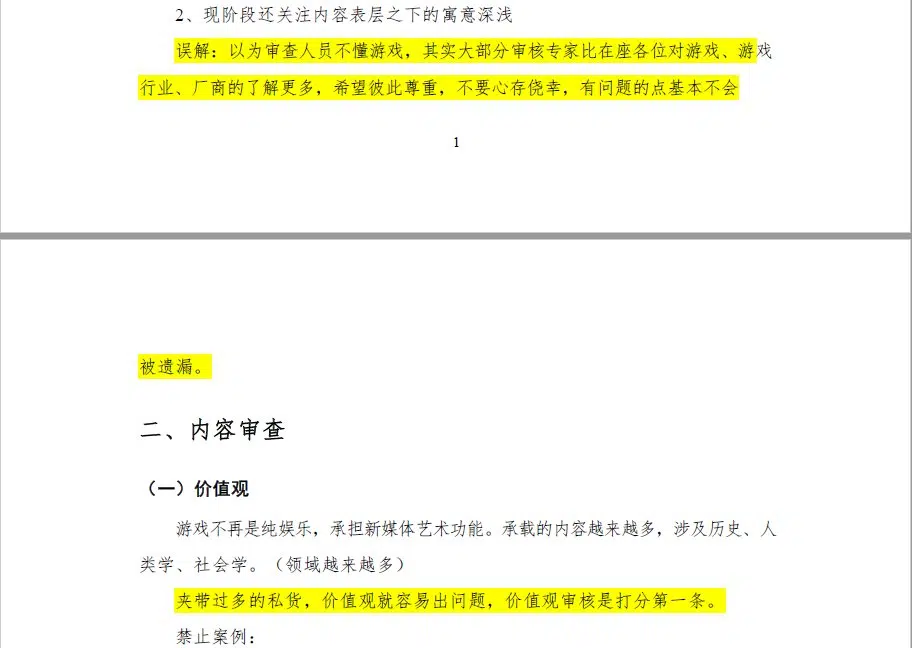 2、现阶段还关注内容表层之下的寓意深浅
误解：以为审查人员不懂游戏，其实大部分审核专家比在座各位对游戏、游戏
行业、厂商的了解更多，希望彼此尊重，不要心存侥幸，有问题的点基本不会
1
被遗漏。
二、内容审查
（一）价值观
游戏不再是纯娱乐，承担新媒体艺术功能。承载的内容越来越多，涉及历史、人
类学、社会学。（领域越来越多）
夹带过多的私货，价值观就容易出问题，价值观审核是打分第一条。
禁止案例：